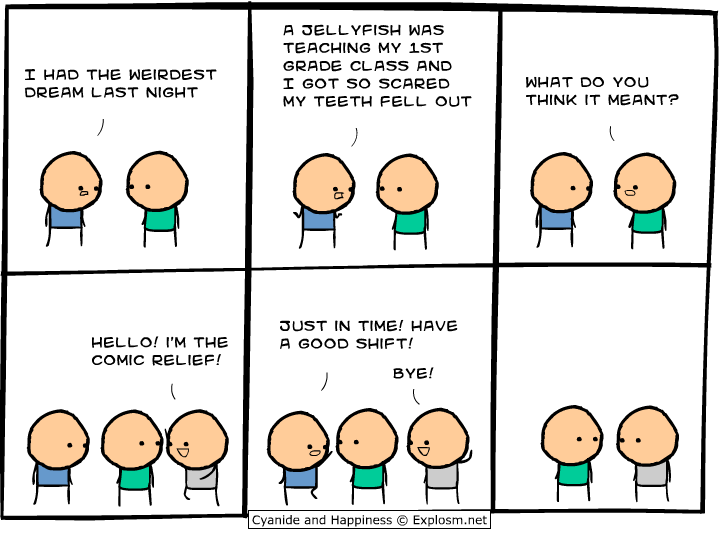 I HAD THE WEIRDEST
DREAM LAST NIGHT
A JELLYFISH WAS
TEACHING MY 1ST
GRADE CLASS AND
I GOT SO SCARED
MY TEETH FELL OUT
WHAT DO YOU
THINK IT MEANT?
HELLO! I'M THE
COMIC RELIEF!
JUST IN TIME! HAVE
A GOOD SHIFT!
BYE!
Cyanide and Happiness © Explosm.net